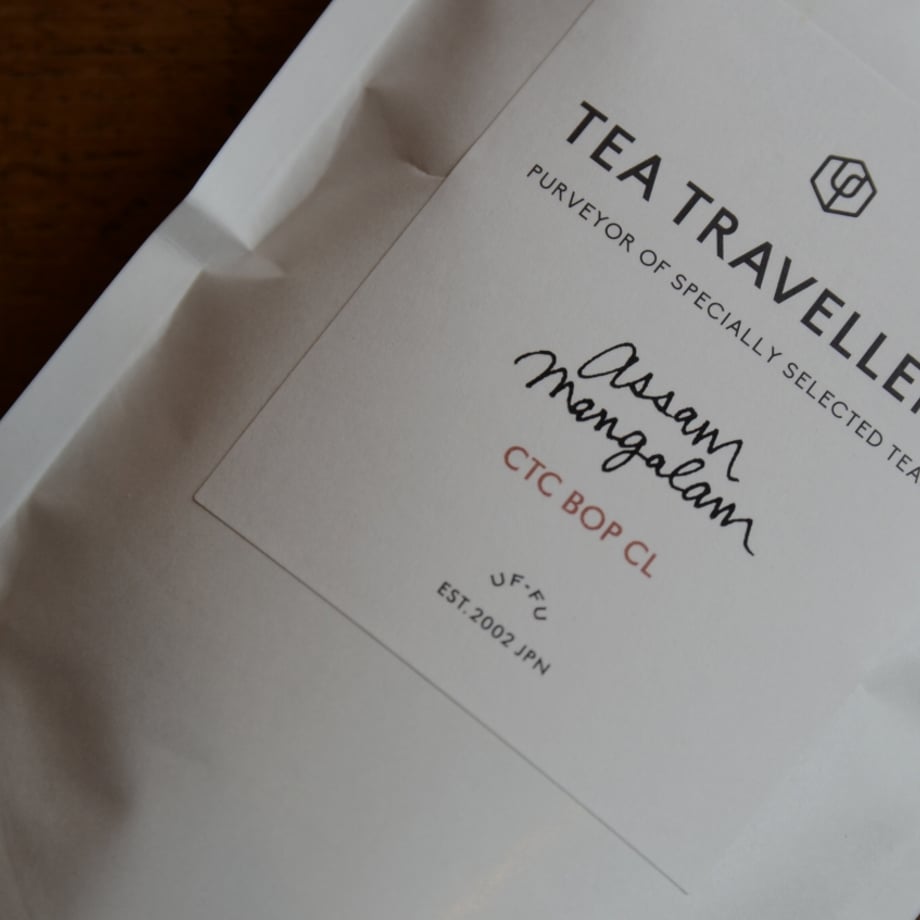 TEA TRAVELLER
PURVEYOR OF SPECIALLY SELECTED TEA
Assam
mangalam
CTC BOP CL
UF-FU
EST. 2002 JPN